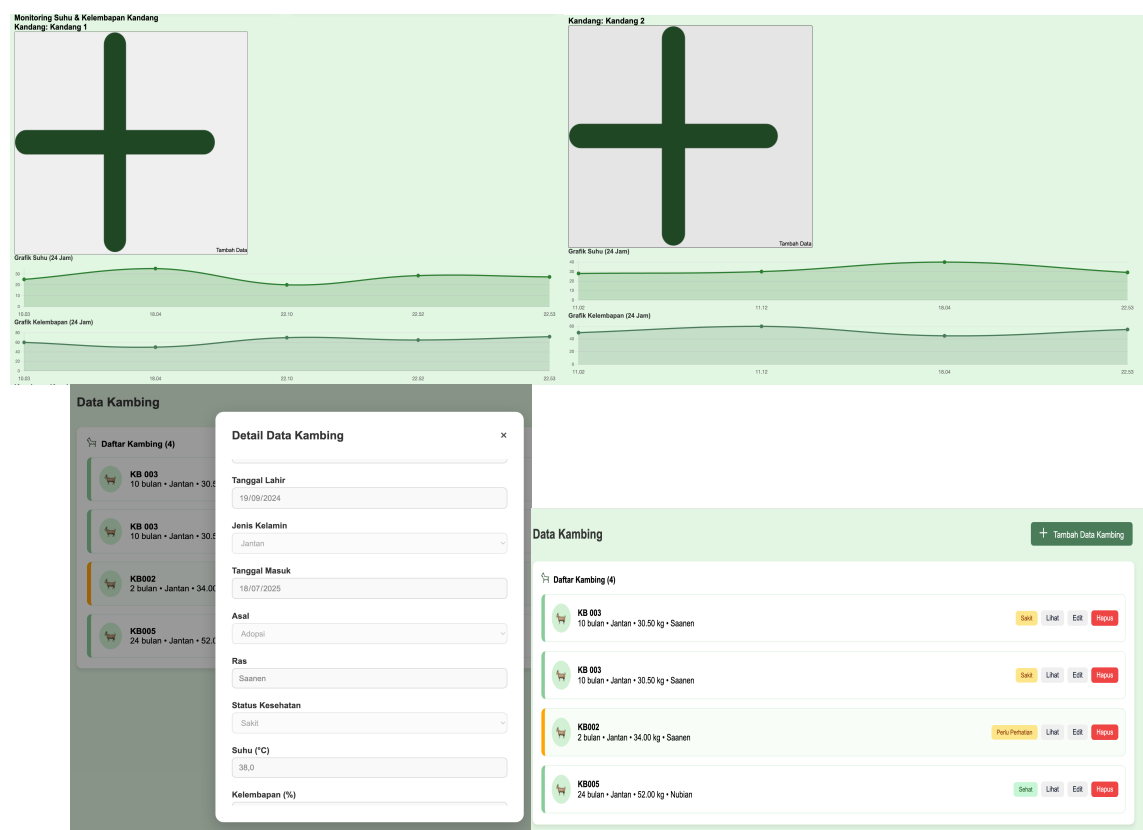 Monitoring Suhu & Kelembapan Kandang
Kandang: Kandang 1
Tambah Data
Grafik Suhu (24 Jam)
30
20
10
0
10.03
18.04
22.10
22.52
22.53
Grafik Kelembapan (24 Jam)
80
60
40
20
0
10.03
18.04
22.10
22.52
22.53
Kandang: Kandang 2
Tambah Data
Grafik Suhu (24 Jam)
40
30
20
10
0
11.02
11.12
18.04
22.53
Grafik Kelembapan (24 Jam)
60
40
20
0
11.02
11.12
18.04
22.53
Data Kambing
Daftar Kambing (4)
KB 003
10 bulan • Jantan • 30.5
KB 003
10 bulan • Jantan • 30.5
KB002
2 bulan • Jantan • 34.00
KB005
24 bulan • Jantan • 52.0
Detail Data Kambing ×
Tanggal Lahir
19/09/2024
Jenis Kelamin
Jantan
Tanggal Masuk
18/07/2025
Asal
Adopsi
Ras
Saanen
Status Kesehatan
Sakit
Suhu (°C)
38,0
Kelembapan (%)
Data Kambing
+ Tambah Data Kambing
Daftar Kambing (4)
KB 003
10 bulan • Jantan • 30.50 kg • Saanen
Sakit Lihat Edit Hapus
KB 003
10 bulan • Jantan • 30.50 kg • Saanen
Sakit Lihat Edit Hapus
KB002
2 bulan • Jantan • 34.00 kg • Saanen
Perlu Perhatian Lihat Edit Hapus
KB005
24 bulan • Jantan • 52.00 kg • Nubian
Sehat Lihat Edit Hapus